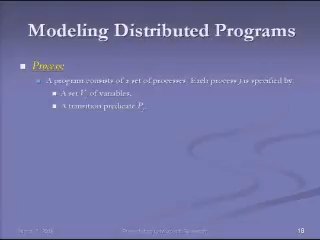 Modeling Distributed Programs
Process:
A program consists of a set of processes. Each process j is specified by:
A set V of variables,
A transition predicate P
18